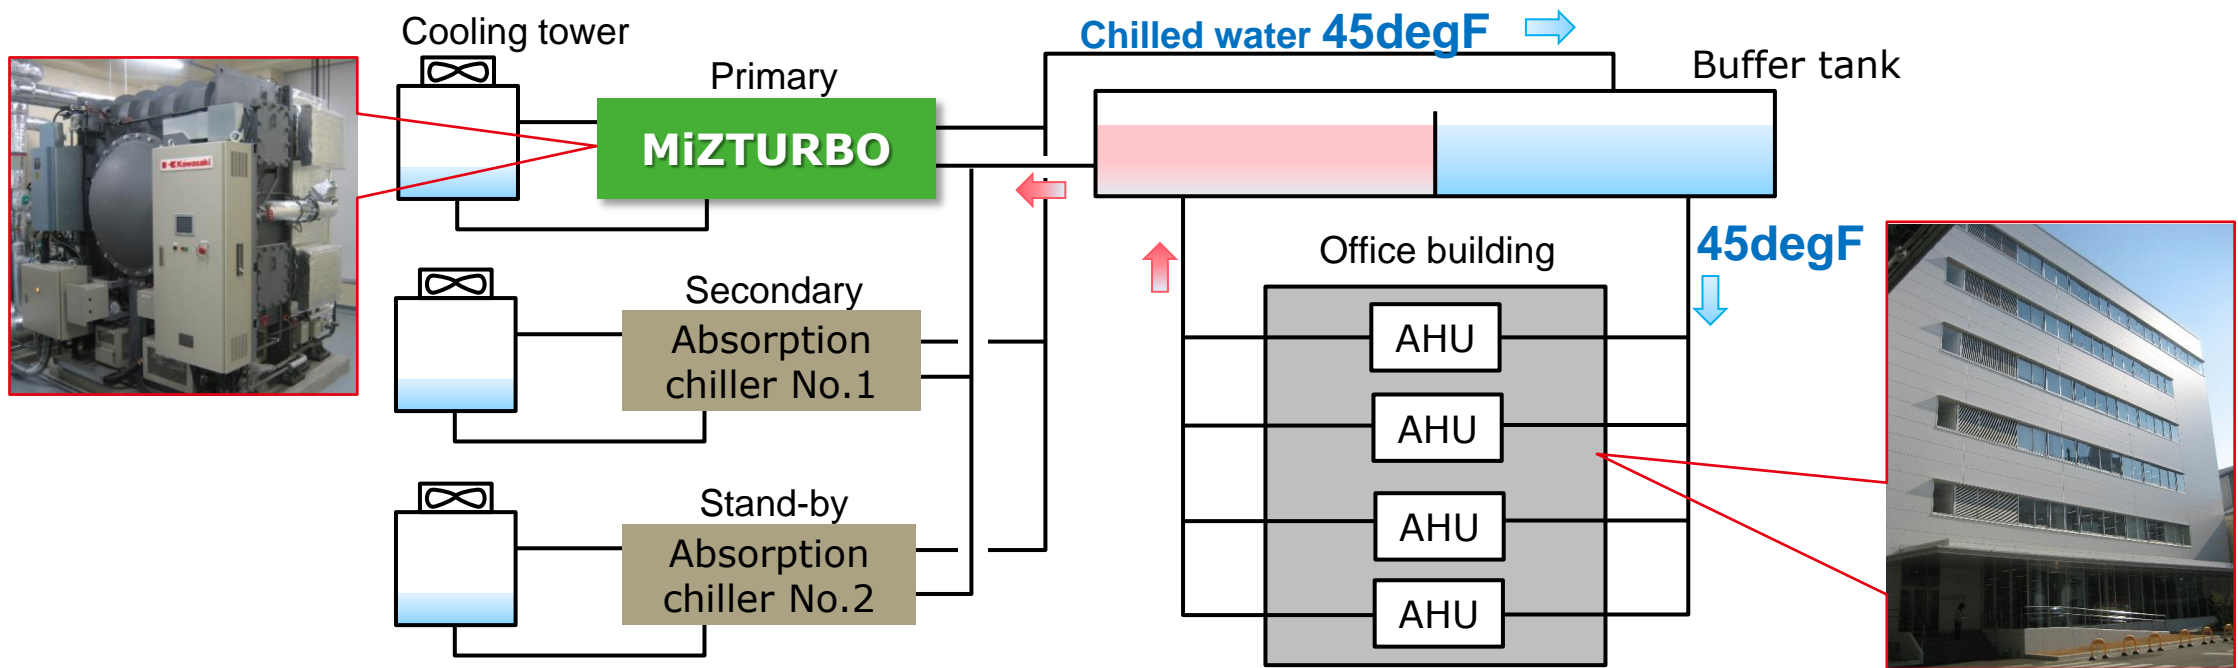 Cooling tower
Chilled water 45degF
Buffer tank
Primary
MiZTURBO
Kawasaki
Office building
45degF
Secondary
Absorption
chiller No.1
AHU
AHU
Stand-by
Absorption
chiller No.2
AHU
AHU